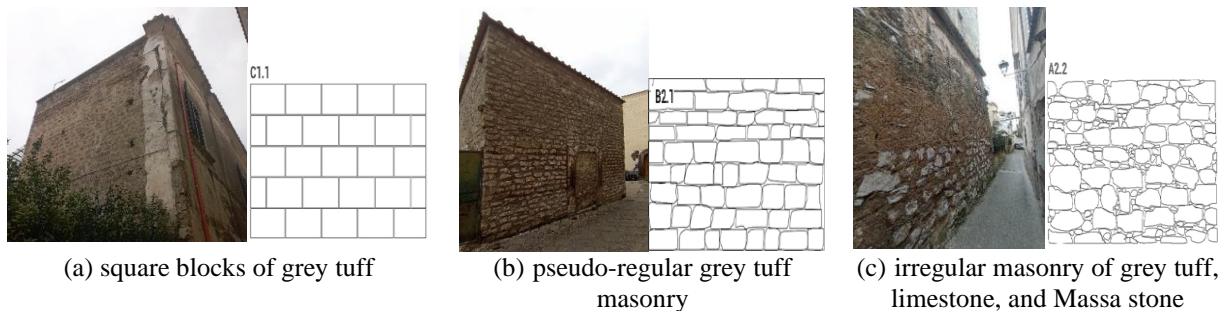 C1.1
B2.1
A2.2
(a) square blocks of grey tuff
(b) pseudo-regular grey tuff
masonry
(c) irregular masonry of grey tuff,
limestone, and Massa stone